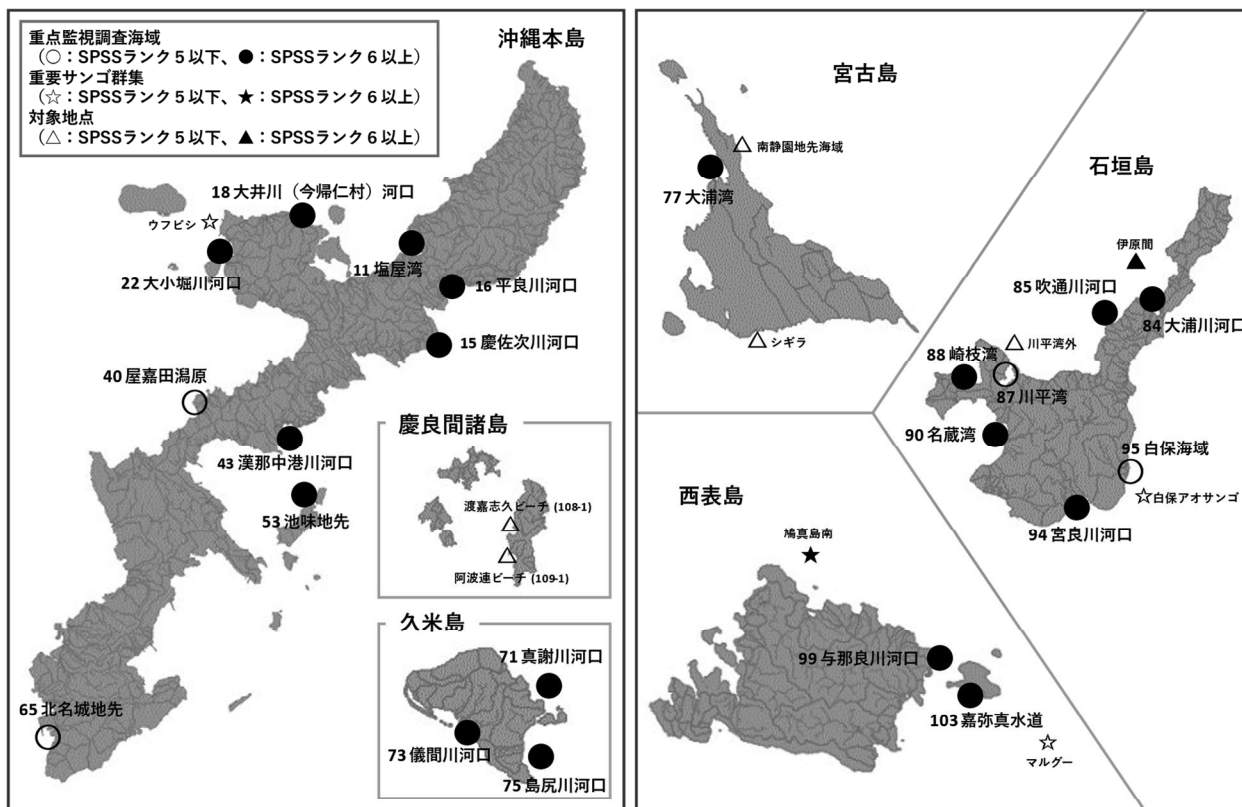 重点監視調査海域
（○：SPSSランク５以下、●：SPSSランク６以上）
重要サンゴ群集
（☆：SPSSランク５以下、★：SPSSランク６以上）
対象地点
（△：SPSSランク５以下、▲：SPSSランク６以上）
沖縄本島
18 大井川（今帰仁村）河口
ウフビシ
22 大小堀川河口
11 塩屋湾
16 平良川河口
15 慶佐次川河口
40 屋嘉田潟原
43 漢那中港川河口
53 池味地先
65 北名城地先
慶良間諸島
渡嘉志久ビーチ (108-1)
阿波連ビーチ (109-1)
久米島
71 真謝川河口
73 儀間川河口
75 島尻川河口
宮古島
南静園地先海域
77 大浦湾
シギラ
石垣島
伊原間
85 吹通川河口
84 大浦川河口
川平湾外
88 崎枝湾
87 川平湾
90 名蔵湾
95 白保海域
白保アオサンゴ
94 宮良川河口
西表島
鳩真島南
99 与那良川河口
103 嘉弥真水道
マルグー